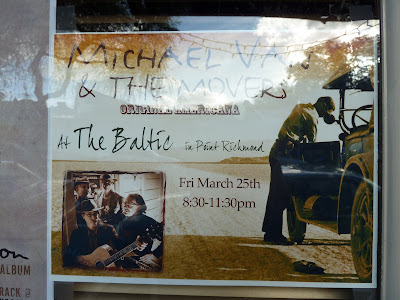 MICHAEL VAN
& THE MOVERS
ORIGINAL AMERICANA
At The Baltic in Point Richmond
Fri March 25th
8:30-11:30pm
on
ALBUM
RACK @